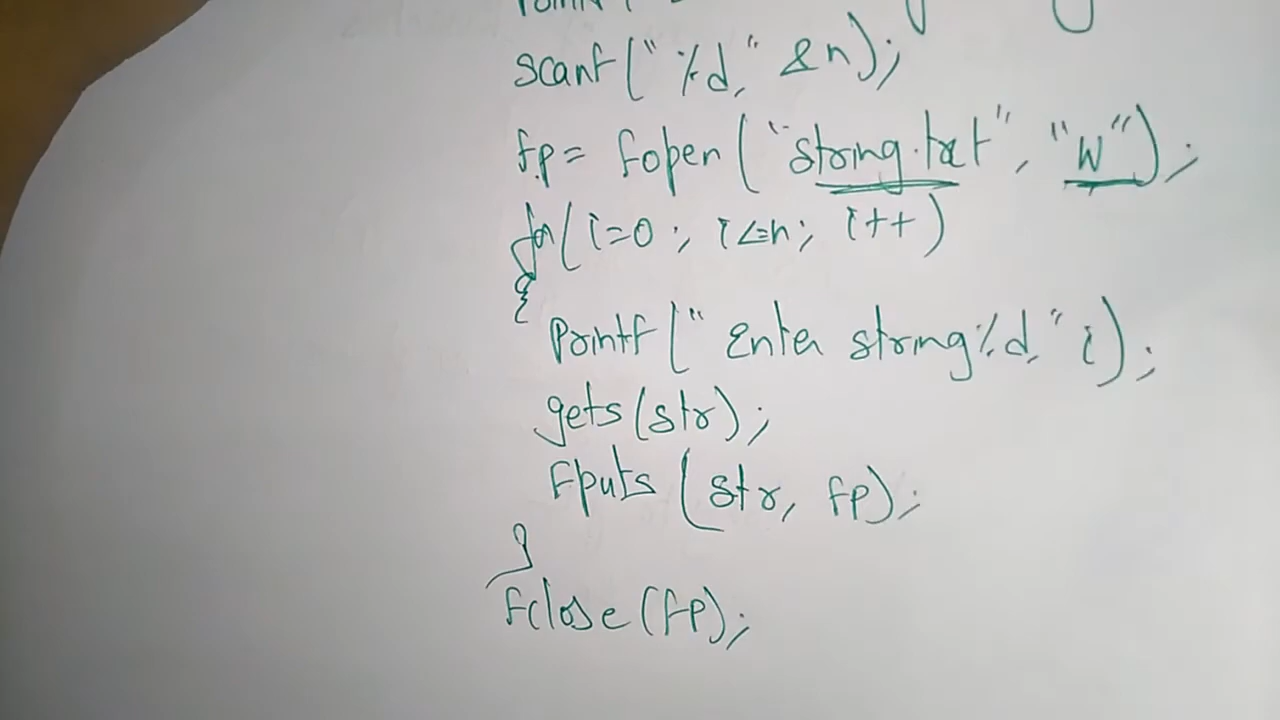 scanf(" %d," &n);
fp = fopen("string.txt", "w");
for(i=0; i<=n; i++)
{
printf(" Enter string%d," i);
gets(str);
Fputs (str, fp);
}
Fclose(fp);